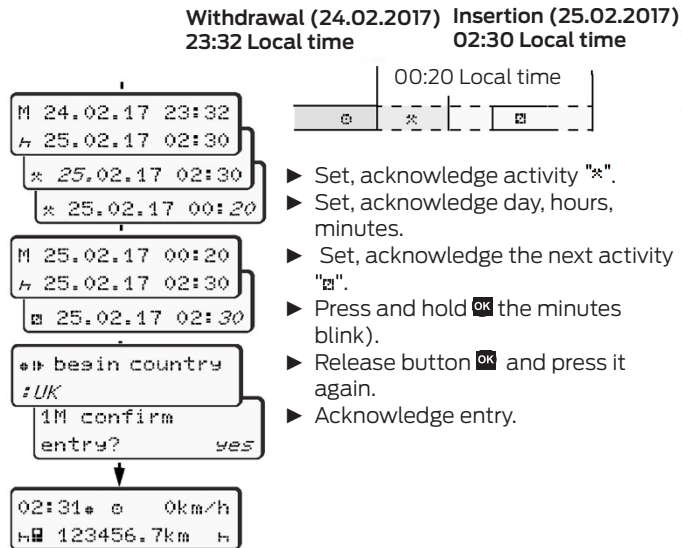 Withdrawal (24.02.2017) Insertion (25.02.2017)
23:32 Local time 02:30 Local time
00:20 Local time
M 24.02.17 23:32
25.02.17 02:30
25.02.17 02:30
25.02.17 00:20
M 25.02.17 00:20
25.02.17 02:30
25.02.17 02:30
begin country
:UK
1M confirm
entry? yes
02:31 0km/h
123456.7km
► Set, acknowledge activity "⚒".
► Set, acknowledge day, hours,
minutes.
► Set, acknowledge the next activity
"".
► Press and hold OK the minutes
blink).
► Release button OK and press it
again.
► Acknowledge entry.